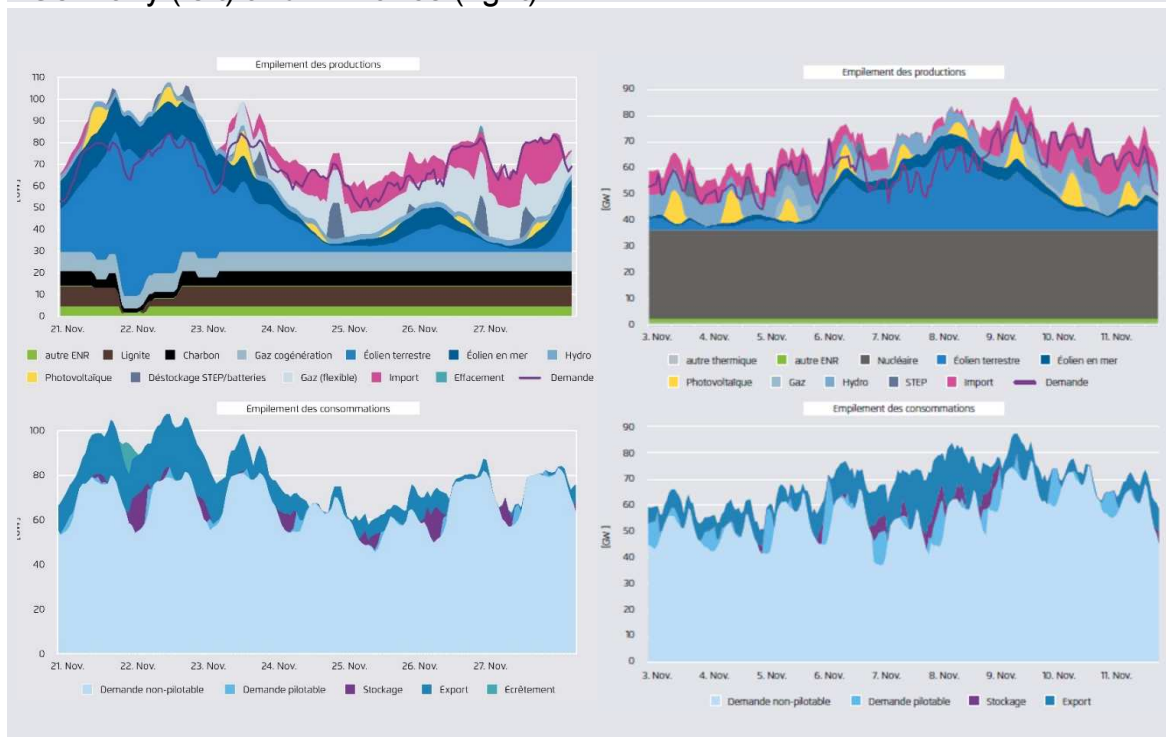 Empilement des productions
110
100
90
80
70
60
50
40
30
20
10
0
21. Nov. 22. Nov. 23. Nov. 24. Nov. 25. Nov. 26. Nov. 27. Nov.
autre ENR Lignite Charbon Gaz cogénération Éolien terrestre Éolien en mer Hydro
Photovoltaïque Déstockage STEP/batteries Gaz (flexible) Import Effacement Demande
Empilement des productions
[GW]
90
80
70
60
50
40
30
20
10
0
3. Nov. 4. Nov. 5. Nov. 6. Nov. 7. Nov. 8. Nov. 9. Nov. 10. Nov. 11. Nov.
autre thermique autre ENR Nucléaire Éolien terrestre Éolien en mer
Photovoltaïque Gaz Hydro STEP Import Demande
Empilement des consommations
100
80
60
40
20
0
21. Nov. 22. Nov. 23. Nov. 24. Nov. 25. Nov. 26. Nov. 27. Nov.
Demande non-pilotable Demande pilotable Stockage Export Écrêtement
Empilement des consommations
[GW]
90
80
70
60
50
40
30
20
10
0
3. Nov. 4. Nov. 5. Nov. 6. Nov. 7. Nov. 8. Nov. 9. Nov. 10. Nov. 11. Nov.
Demande non-pilotable Demande pilotable Stockage Export